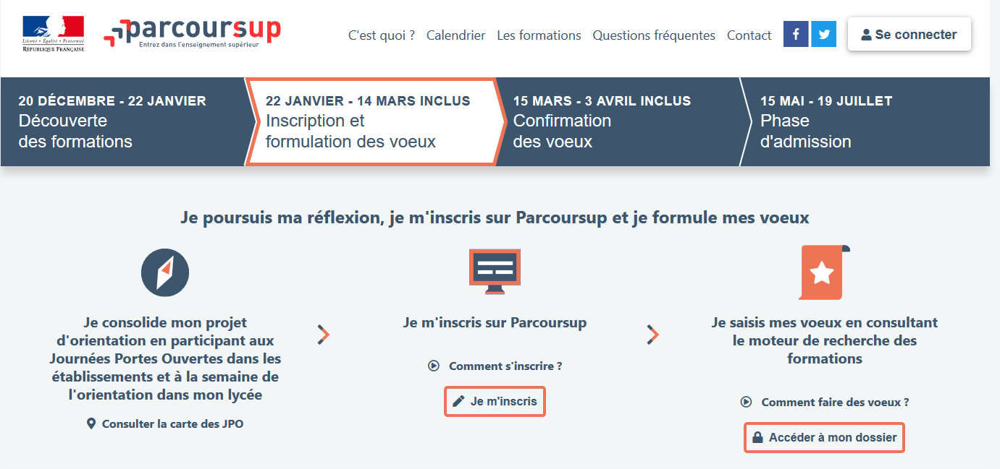 Liberté • Égalité • Fraternité
RÉPUBLIQUE FRANÇAISE
parcoursup
Entrez dans l'enseignement supérieur
C'est quoi ?
Calendrier
Les formations
Questions fréquentes
Contact
Se connecter
20 DÉCEMBRE - 22 JANVIER
Découverte
des formations
22 JANVIER - 14 MARS INCLUS
Inscription et
formulation des voeux
15 MARS - 3 AVRIL INCLUS
Confirmation
des voeux
15 MAI - 19 JUILLET
Phase
d'admission
Je poursuis ma réflexion, je m'inscris sur Parcoursup et je formule mes voeux
Je consolide mon projet
d'orientation en participant aux
Journées Portes Ouvertes dans les
établissements et à la semaine de
l'orientation dans mon lycée
Consulter la carte des JPO
Je m'inscris sur Parcoursup
Comment s'inscrire ?
Je m'inscris
Je saisis mes voeux en consultant
le moteur de recherche des
formations
Comment faire des voeux ?
Accéder à mon dossier